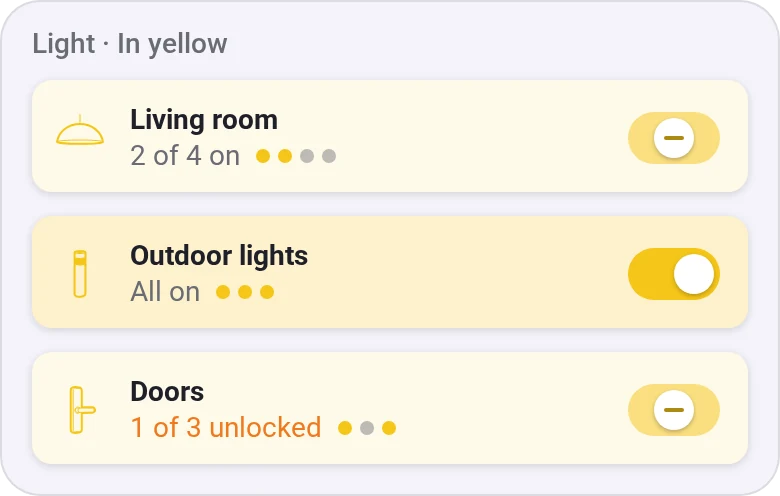 Light · In yellow
Living room
2 of 4 on
Outdoor lights
All on
Doors
1 of 3 unlocked